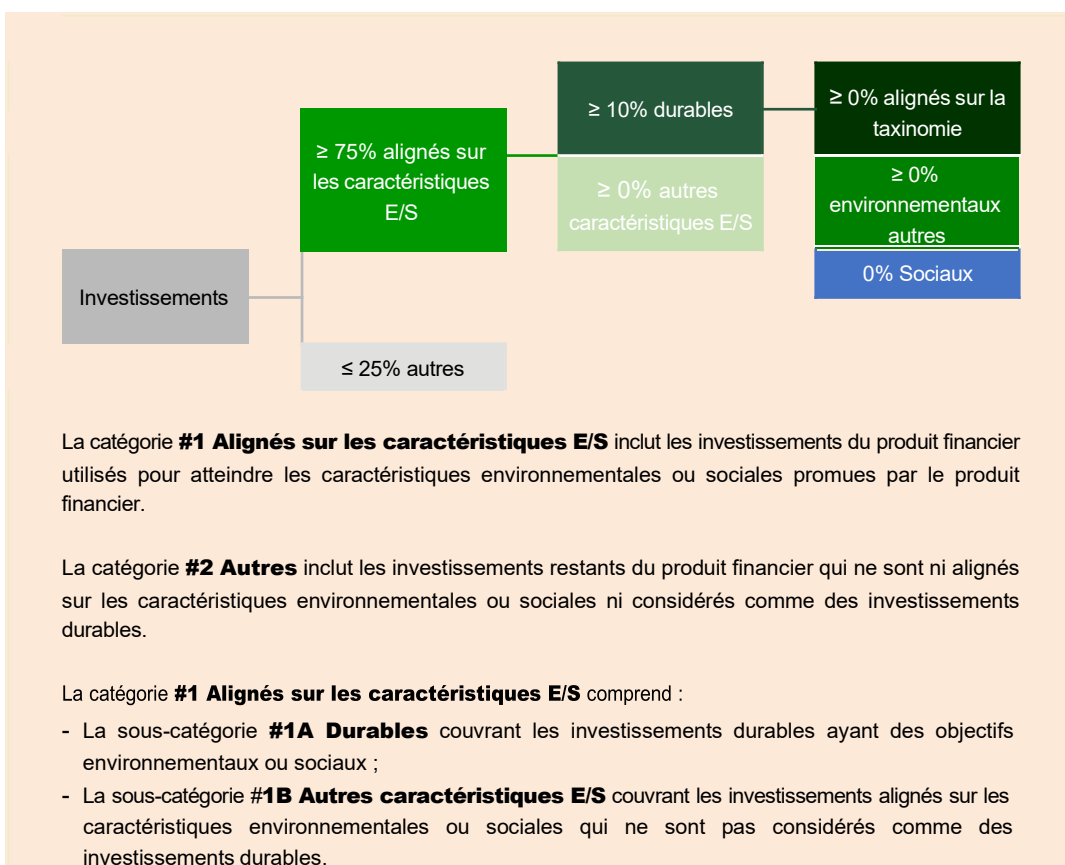 ≥ 75% alignés sur
les caractéristiques
E/S
≥ 10% durables
≥ 0% autres
caractéristiques E/S
≥ 0% alignés sur la
taxinomie
≥ 0%
environnementaux
autres
0% Sociaux
Investissements
≤ 25% autres
La catégorie #1 Alignés sur les caractéristiques E/S inclut les investissements du produit financier
utilisés pour atteindre les caractéristiques environnementales ou sociales promues par le produit
financier.
La catégorie #2 Autres inclut les investissements restants du produit financier qui ne sont ni alignés
sur les caractéristiques environnementales ou sociales ni considérés comme des investissements
durables.
La catégorie #1 Alignés sur les caractéristiques E/S comprend :
- La sous-catégorie #1A Durables couvrant les investissements durables ayant des objectifs
environnementaux ou sociaux ;
- La sous-catégorie #1B Autres caractéristiques E/S couvrant les investissements alignés sur les
caractéristiques environnementales ou sociales qui ne sont pas considérés comme des
investissements durables.